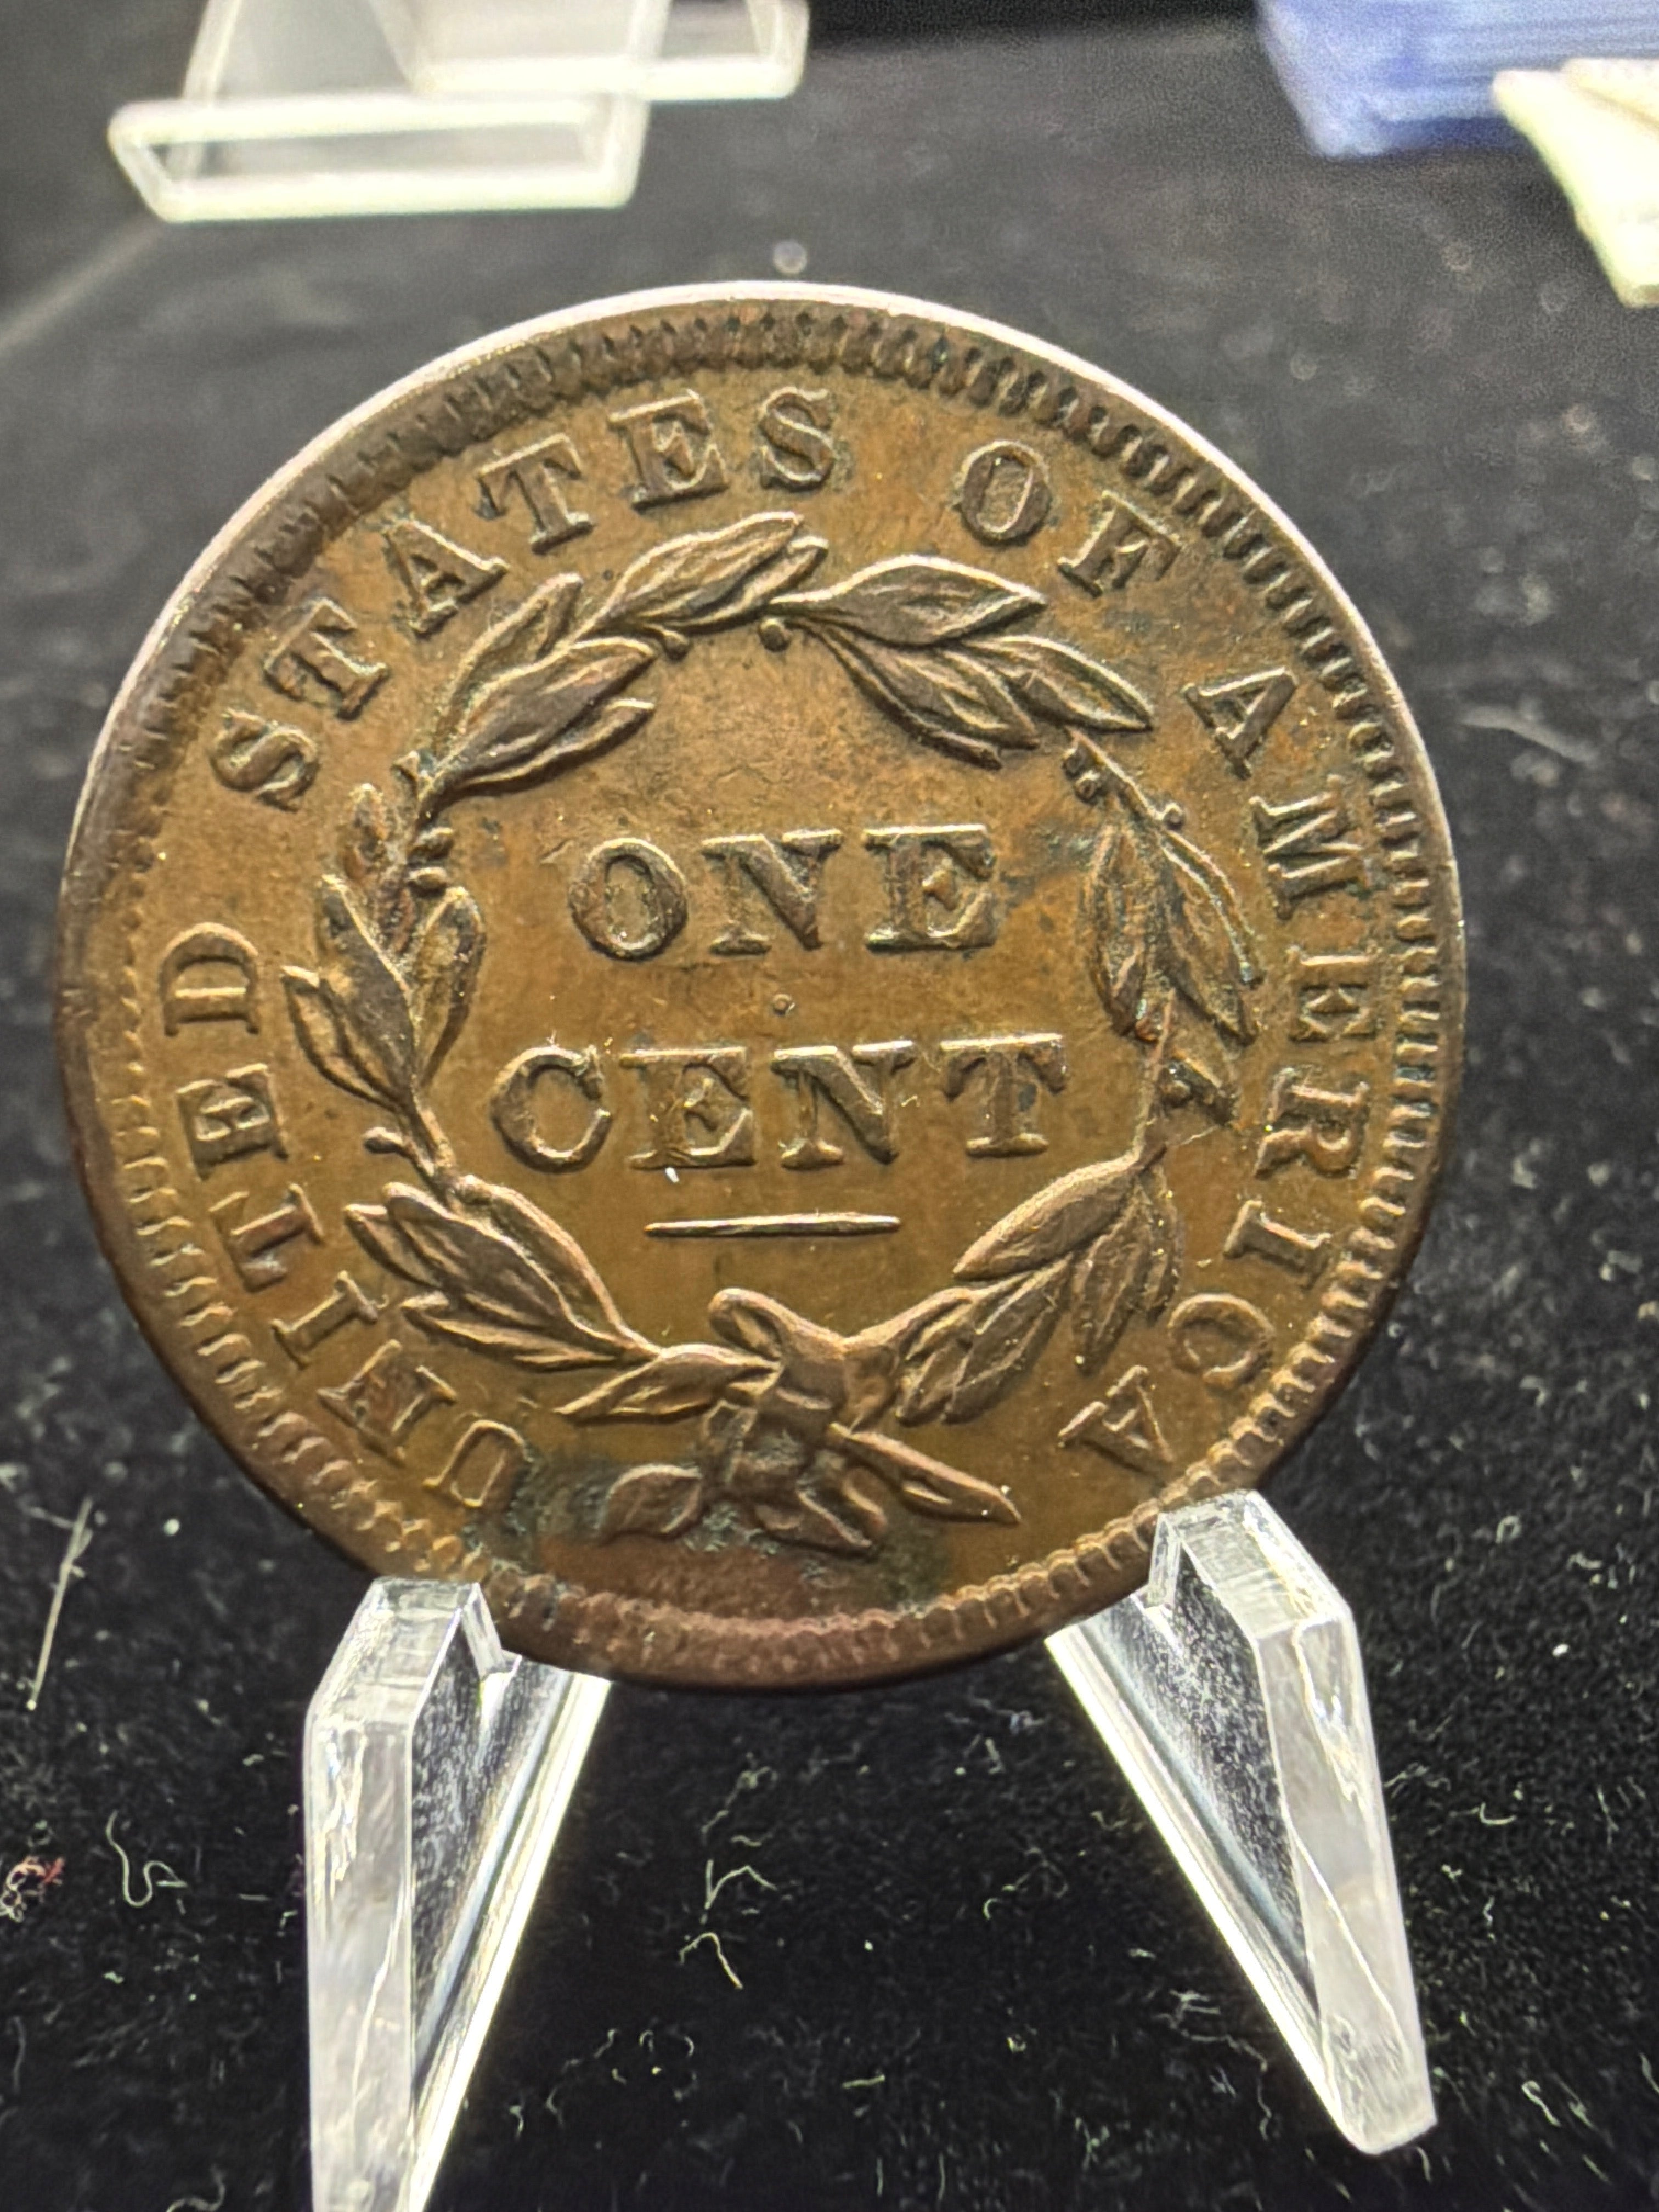 UNITED STATES OF AMERICA
ONE
CENT